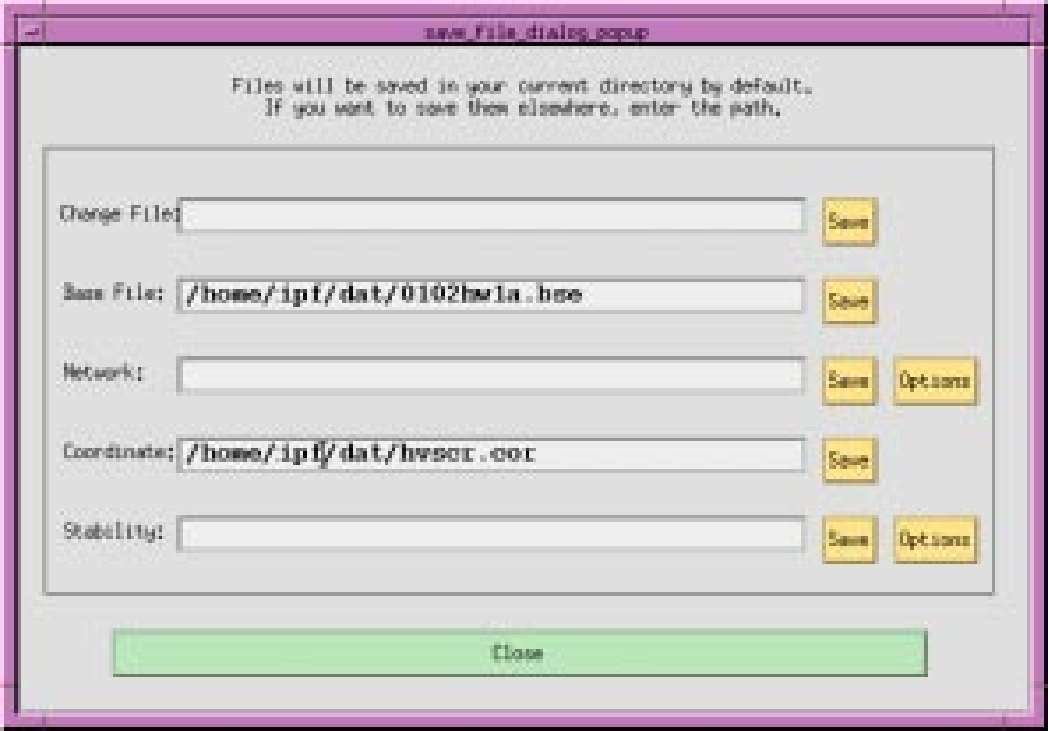 save_file_dialog_popup
Files will be saved in your current directory by default.
If you want to save them elsewhere, enter the path.
Change File: Save
Base File: /home/ipf/dat/0102hw1a.bse Save
Network: Save Options
Coordinate: /home/ipf/dat/hwscr.cor Save
Stability: Save Options
Close